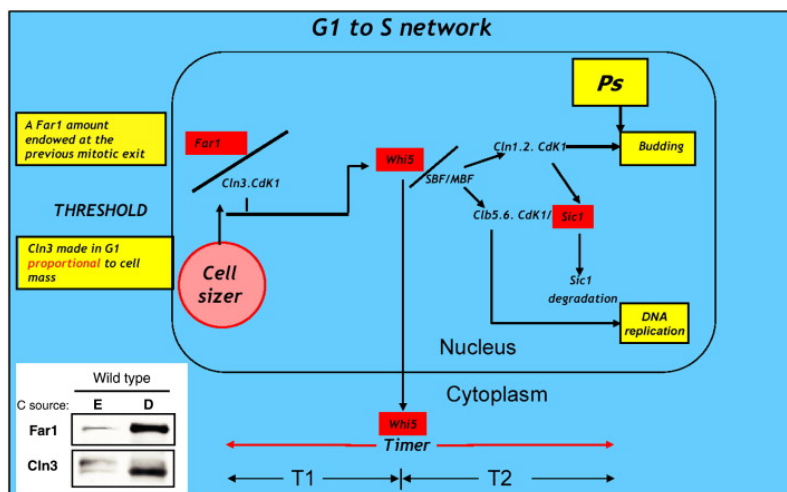 G1 to S network
Ps
A Far1 amount
endowed at the
previous mitotic exit
Far1
Whi5
Cln1.2. CdK1
Budding
Cln3.CdK1
SBF/MBF
THRESHOLD
Clb5.6. CdK1/
Sic1
Cln3 made in G1
proportional to cell
mass
Cell
sizer
Sic1
degradation
DNA
replication
Nucleus
Cytoplasm
Wild type
C source:
E
D
Far1
Cln3
Whi5
Timer
T1
T2